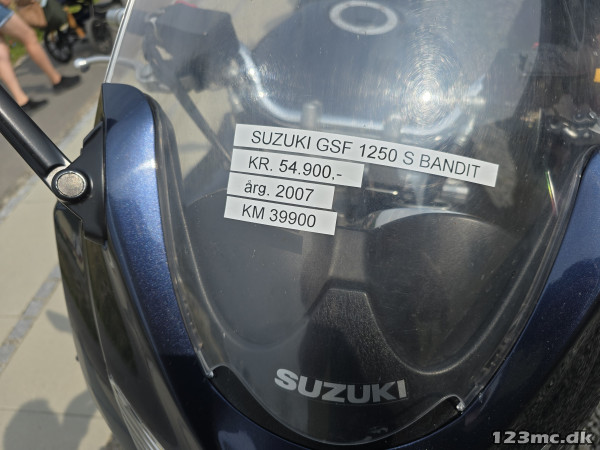 SUZUKI GSF 1250 S BANDIT
KR. 54.900,-
årg. 2007
KM 39900
SUZUKI
123mc.dk